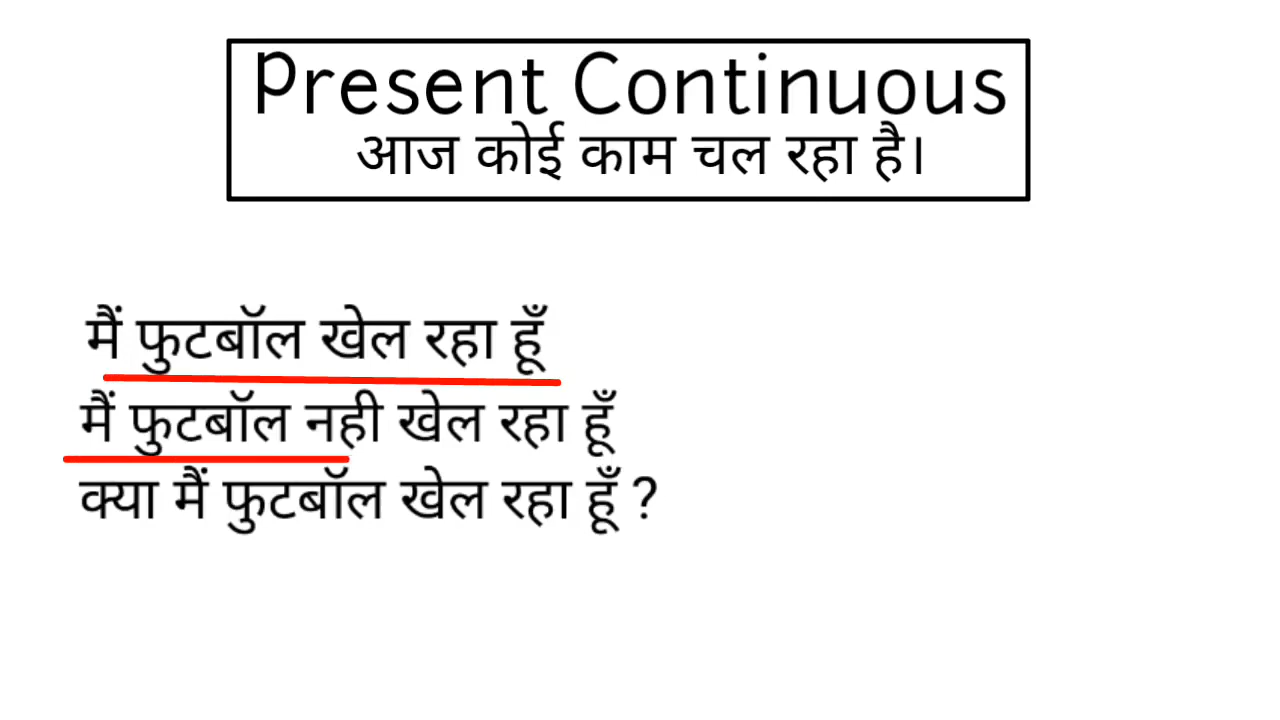 Present Continuous
आज कोई काम चल रहा है।
मैं फुटबॉल खेल रहा हूँ
मैं फुटबॉल नही खेल रहा हूँ
क्या मैं फुटबॉल खेल रहा हूँ ?